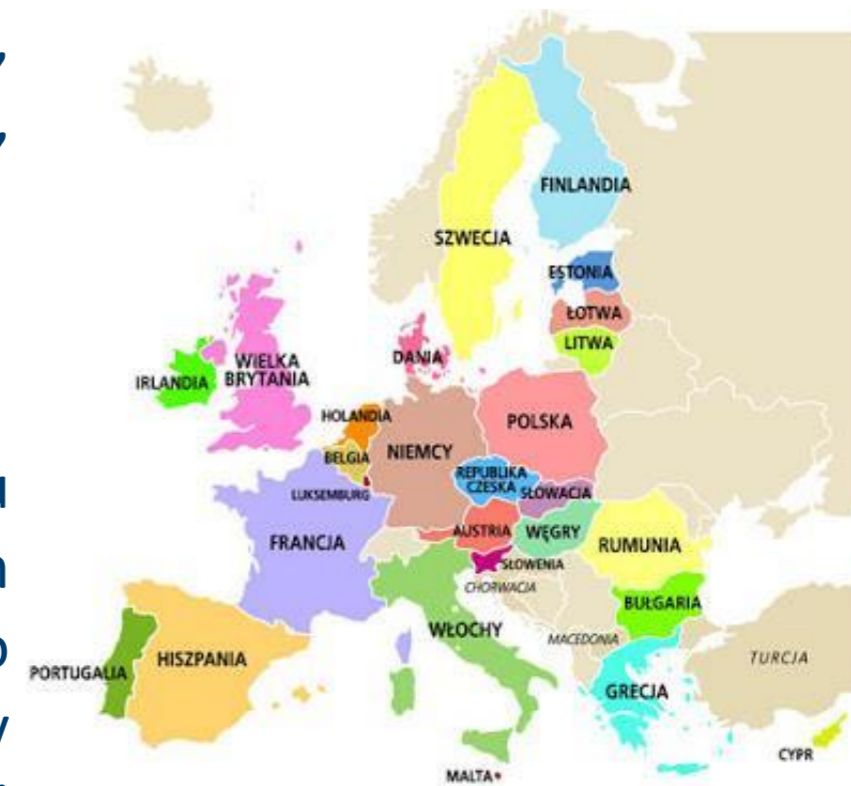 ,
,
FINLANDIA
SZWECJA
ESTONIA
ŁOTWA
LITWA
DANIA
WIELKA
BRYTANIA
IRLANDIA
HOLANDIA
POLSKA
NIEMCY
BELGIA
REPUBLIKA
CZESKA
SŁOWACJA
LUKSEMBURG
AUSTRIA
WĘGRY
FRANCJA
RUMUNIA
SŁOWENIA
CHORWACJA
BUŁGARIA
WŁOCHY
MACEDONIA
HISZPANIA
TURCJA
PORTUGALIA
GRECJA
CYPR
MALTA